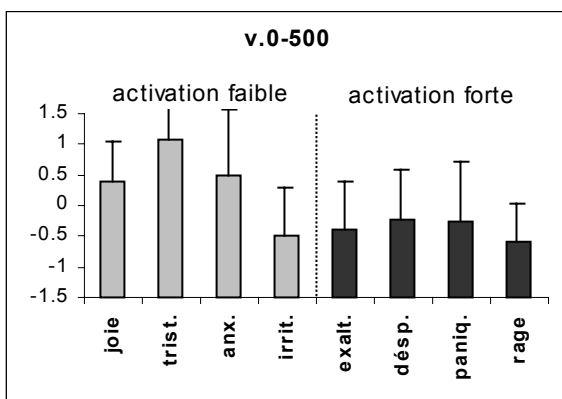 v.0-500
activation faible
activation forte
1.5
1
0.5
0
-0.5
-1
-1.5
joie
trist.
anx.
irrit.
exalt.
désp.
paniq.
rage